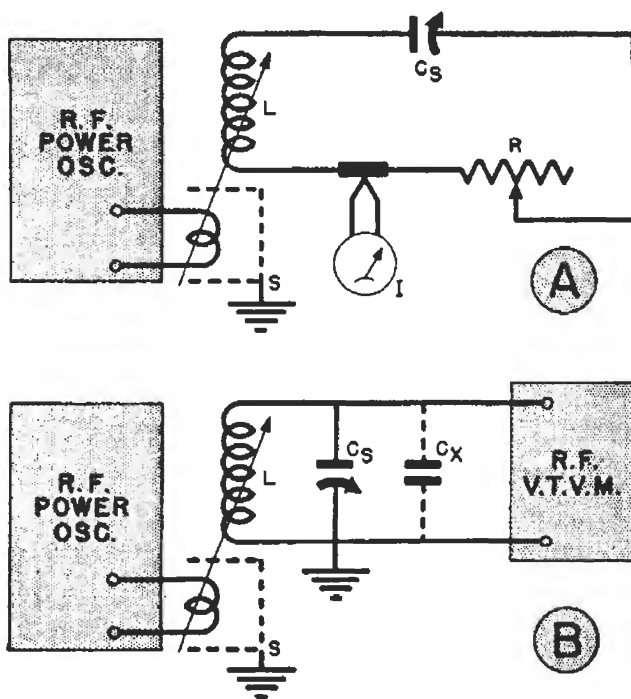 R.F.
POWER
OSC.
L
CS
R
I
S
A
R.F.
POWER
OSC.
L
CS
CX
R.F.
V.T.V.M.
S
B